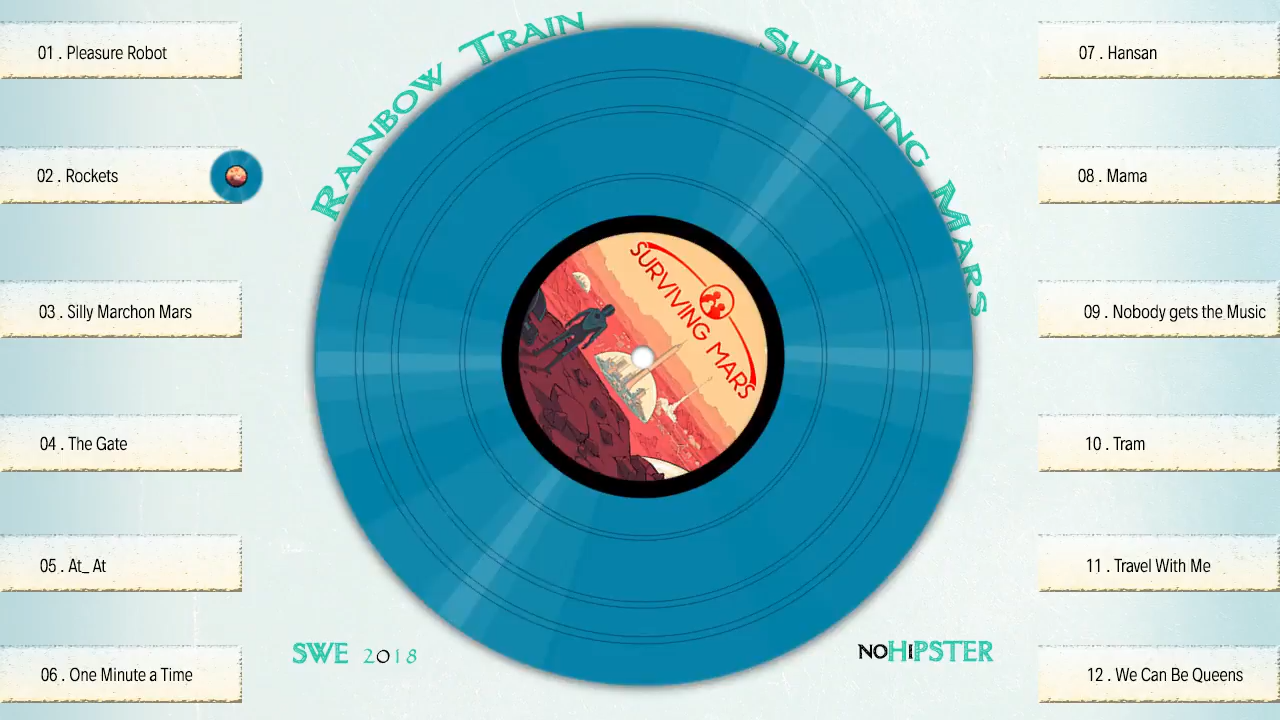 Rainbow Train Surviving Mars
01 . Pleasure Robot
02 . Rockets
03 . Silly Marchon Mars
04 . The Gate
05 . At_ At
06 . One Minute a Time
SURVIVING MARS
SWE 2018
NOHiPSTER
07 . Hansan
08 . Mama
09 . Nobody gets the Music
10 . Tram
11 . Travel With Me
12 . We Can Be Queens